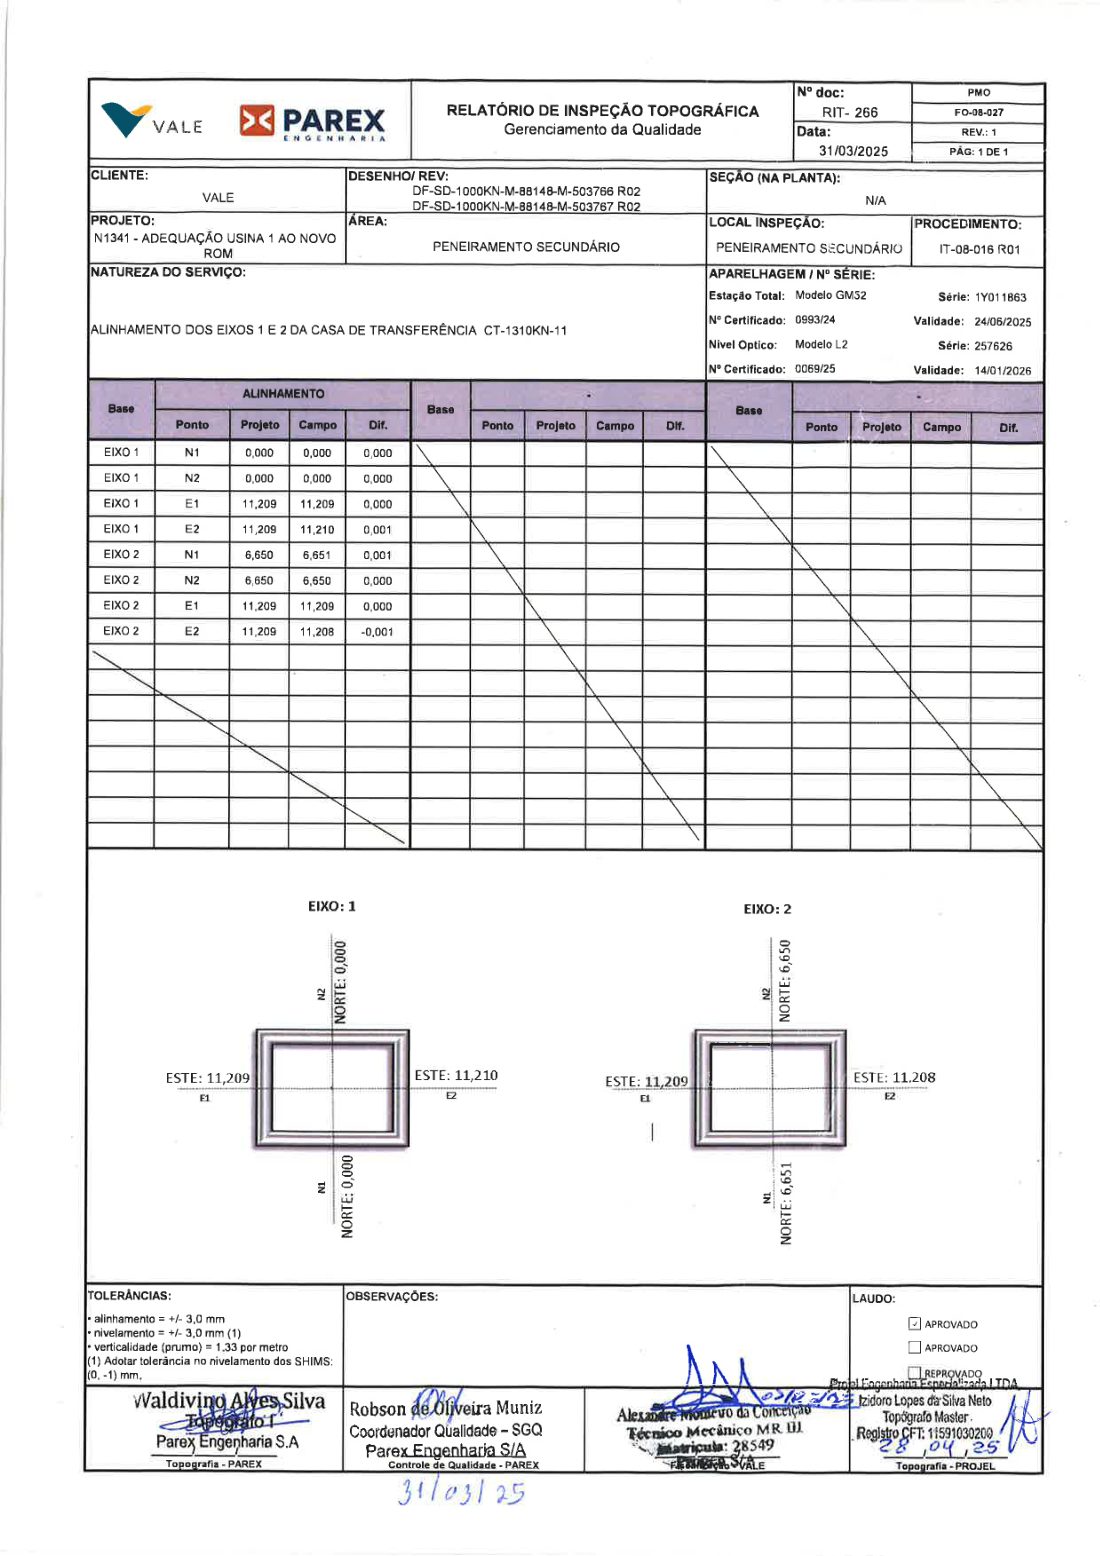 VALE
PAREX
ENGENHARIA
RELATÓRIO DE INSPEÇÃO TOPOGRÁFICA
Gerenciamento da Qualidade
Nº doc:
RIT- 266
Data:
31/03/2025
PMO
FO-08-027
REV.: 1
PÁG: 1 DE 1
CLIENTE:
VALE
DESENHO/ REV:
DF-SD-1000KN-M-88148-M-503766 R02
DF-SD-1000KN-M-88148-M-503767 R02
SEÇÃO (NA PLANTA):
N/A
PROJETO:
N1341 - ADEQUAÇÃO USINA 1 AO NOVO
ROM
ÁREA:
PENEIRAMENTO SECUNDÁRIO
LOCAL INSPEÇÃO:
PENEIRAMENTO SECUNDÁRIO
PROCEDIMENTO:
IT-08-016 R01
NATUREZA DO SERVIÇO:
ALINHAMENTO DOS EIXOS 1 E 2 DA CASA DE TRANSFERÊNCIA CT-1310KN-11
APARELHAGEM / Nº SÉRIE:
Estação Total: Modelo GM52 Série: 1Y011863
Nº Certificado: 0993/24 Validade: 24/06/2025
Nivel Optico: Modelo L2 Série: 257626
Nº Certificado: 0069/25 Validade: 14/01/2026
Base ALINHAMENTO Base - Base -
Ponto Projeto Campo Dif. Ponto Projeto Campo Dif. Ponto Projeto Campo Dif.
EIXO 1 N1 0,000 0,000 0,000
EIXO 1 N2 0,000 0,000 0,000
EIXO 1 E1 11,209 11,209 0,000
EIXO 1 E2 11,209 11,210 0,001
EIXO 2 N1 6,650 6,651 0,001
EIXO 2 N2 6,650 6,650 0,000
EIXO 2 E1 11,209 11,209 0,000
EIXO 2 E2 11,209 11,208 -0,001
EIXO: 1
N2
NORTE: 0,000
ESTE: 11,209
E1
ESTE: 11,210
E2
N1
NORTE: 0,000
EIXO: 2
N2
NORTE: 6,650
ESTE: 11,209
E1
ESTE: 11.208
E2
N1
NORTE: 6,651
TOLERÂNCIAS:
• alinhamento = +/- 3,0 mm
• nivelamento = +/- 3,0 mm (1)
• verticalidade (prumo) = 1,33 por metro
(1) Adotar tolerância no nivelamento dos SHIMS:
(0, -1) mm,
OBSERVAÇÕES:
LAUDO:
APROVADO
APROVADO
REPROVADO
Valdivino Alves Silva
Topógrafo I
Parex Engenharia S.A
Topografia - PAREX
Robson de Oliveira Muniz
Coordenador Qualidade – SGQ
Parex Engenharia S/A
Controle de Qualidade - PAREX
31/03/25
Alexandre Monievo da Conceição
Técnico Mecânico MR III
Matrícula: 28549
VALE
Projel Engenharia Especializada LTDA
Izidoro Lopes da Silva Neto
Topógrafo Master
Registro CFT: 11591030200
28,04,25
Topografia - PROJEL